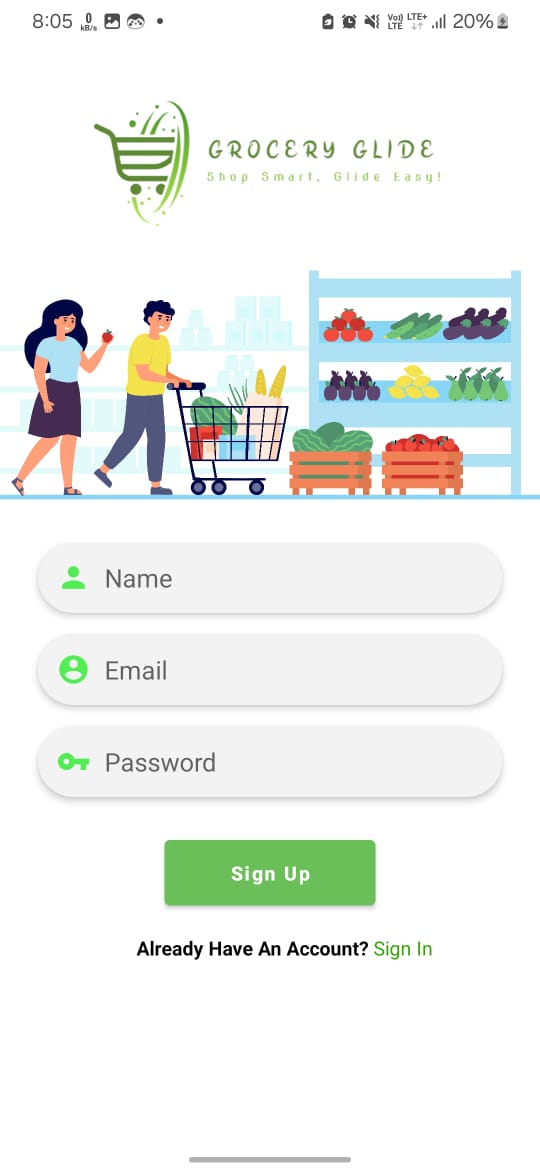 8:05 0 kB/s Vo) LTE LTE+ 20%
GROCERY GLIDE
Shop Smart, Glide Easy!
Name
Email
Password
Sign Up
Already Have An Account? Sign In